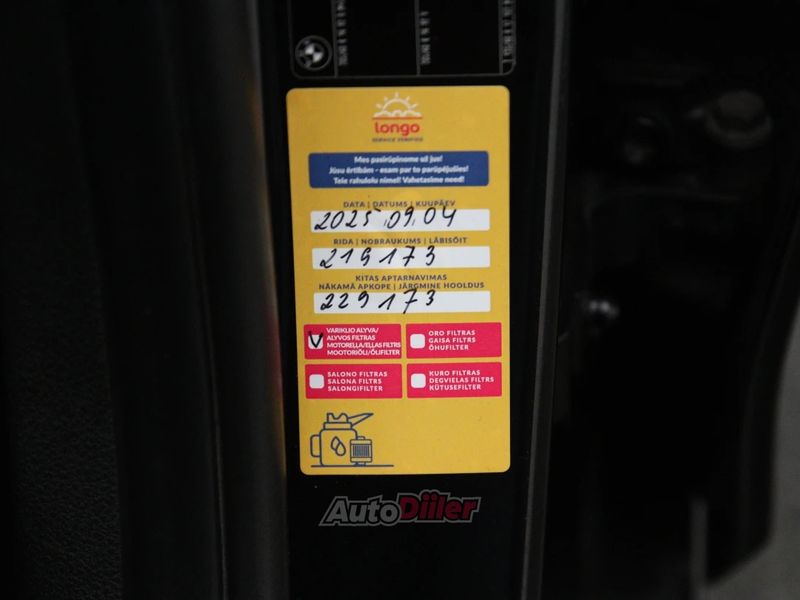 longo
SERVICE VERIFIED
Mes pasirūpinome už jus!
Jūsu ērtībām - esam par to parūpējušies!
Teie rahulolu nimel! Vahetasime need!
DATA | DATUMS | KUUPÄEV
2025.09.04
RIDA | NOBRAUKUMS | LÄBISÕIT
219173
KITAS APTARNAVIMAS
NĀKAMĀ APKOPE | JÄRGMINE HOOLDUS
229173
V
VARIKLIO ALYVA/
ALYVOS FILTRAS
MOTOREĻĻA/EĻĻAS FILTRS
MOOTORIÕLI/ÕLIFILTER
ORO FILTRAS
GAISA FILTRS
ÕHUFILTER
SALONO FILTRAS
SALONA FILTRS
SALONGIFILTER
KURO FILTRAS
DEGVIELAS FILTRS
KÜTUSEFILTER
AutoDiiler